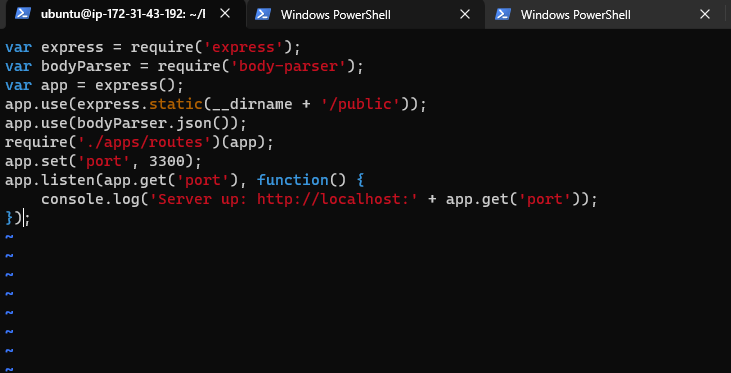 ubuntu@ip-172-31-43-192: ~/l
Windows PowerShell
Windows PowerShell
var express = require('express');
var bodyParser = require('body-parser');
var app = express();
app.use(express.static(__dirname + '/public'));
app.use(bodyParser.json());
require('./apps/routes')(app);
app.set('port', 3300);
app.listen(app.get('port'), function() {
    console.log('Server up: http://localhost:' + app.get('port'));
});
~
~
~
~
~
~
~
~